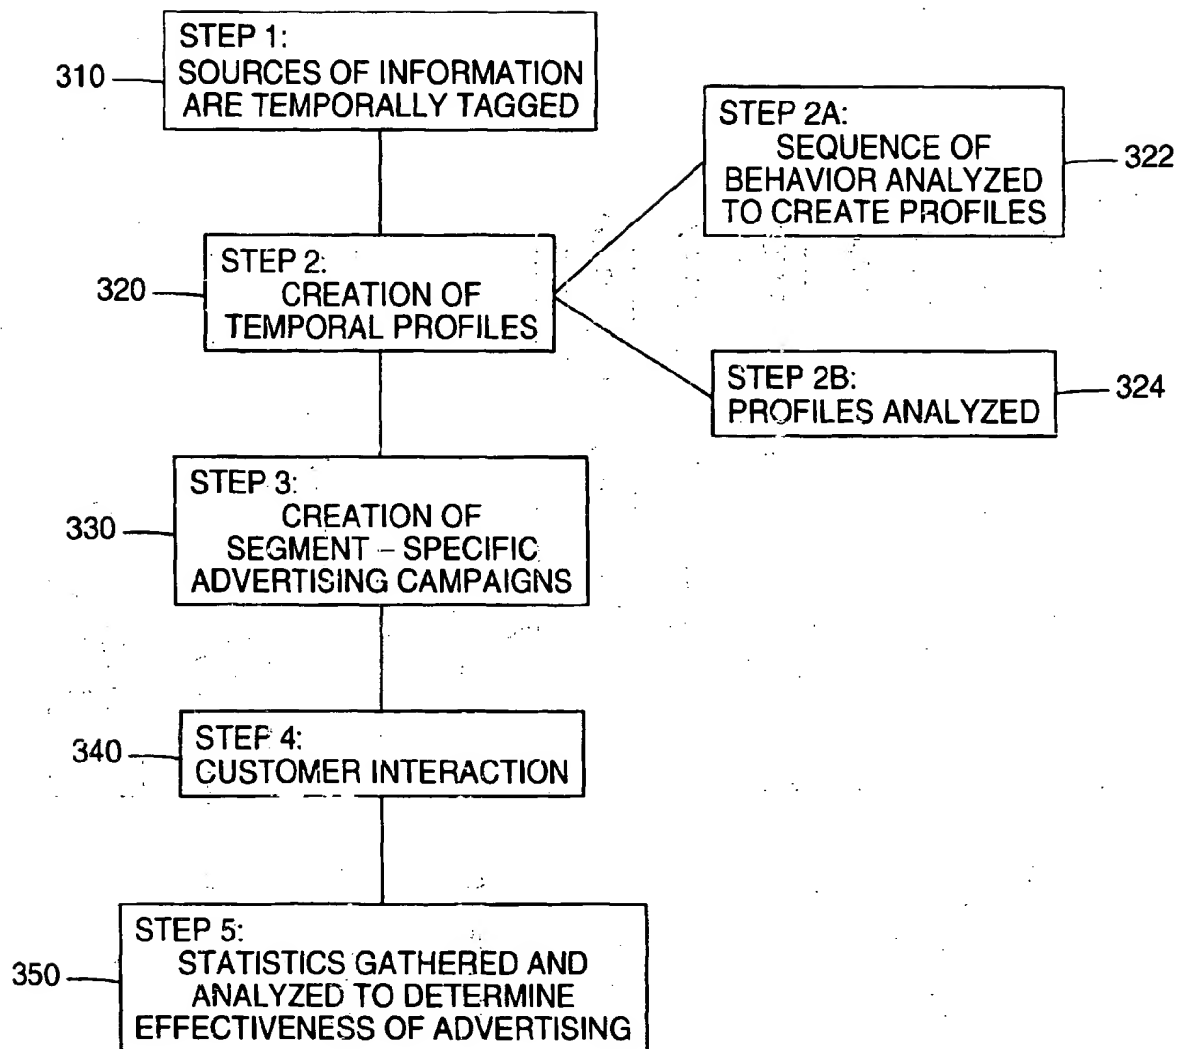 STEP 1:
310
SOURCES OF INFORMATION
ARE TEMPORALLY TAGGED
STEP 2A:
SEQUENCE OF
BEHAVIOR ANALYZED
TO CREATE PROFILES
322
STEP 2:
320
CREATION OF
TEMPORAL PROFILES
STEP 2B:
PROFILES ANALYZED
324
STEP 3:
330
CREATION OF
SEGMENT – SPECIFIC
ADVERTISING CAMPAIGNS
STEP 4:
340
CUSTOMER INTERACTION
STEP 5:
350
STATISTICS GATHERED AND
ANALYZED TO DETERMINE
EFFECTIVENESS OF ADVERTISING